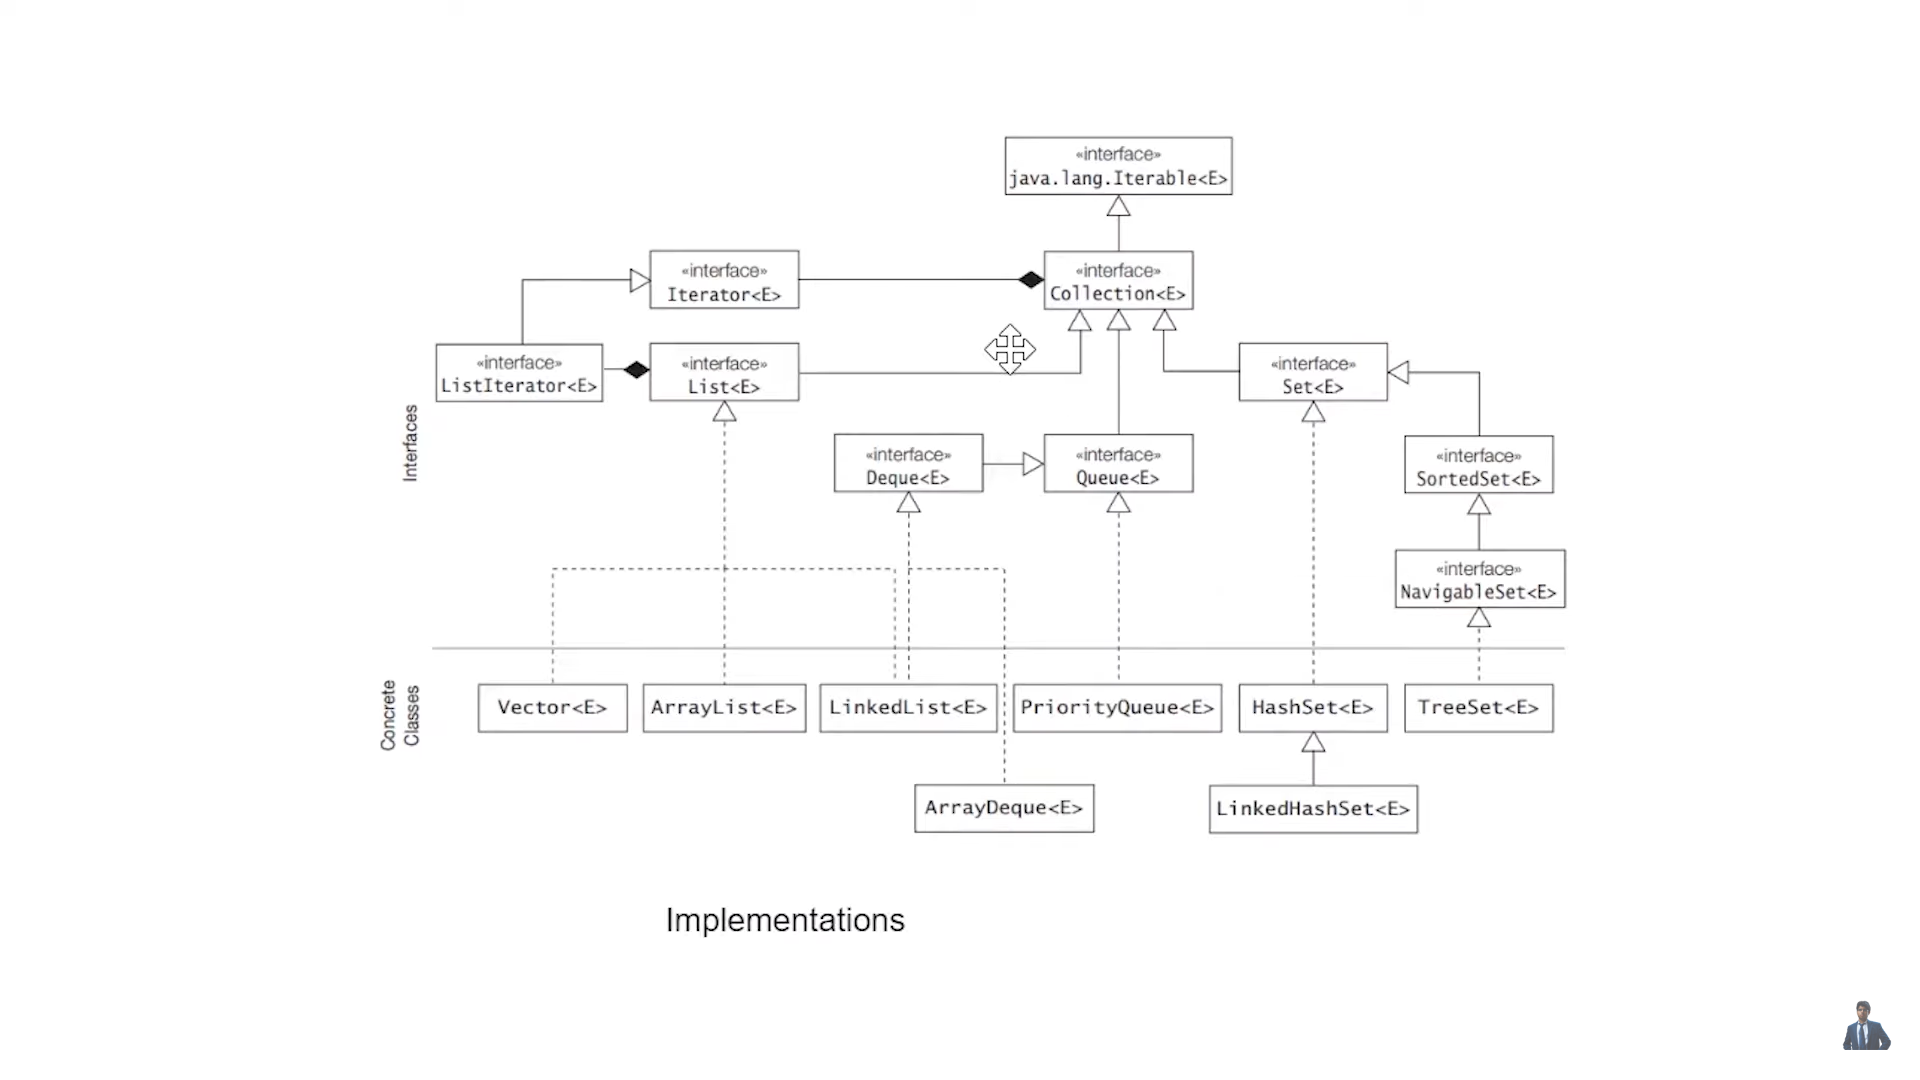 «interface»
java.lang.Iterable<E>
«interface»
Iterator<E>
«interface»
Collection<E>
«interface»
ListIterator<E>
«interface»
List<E>
«interface»
Set<E>
Interfaces
«interface»
Deque<E>
«interface»
Queue<E>
«interface»
SortedSet<E>
«interface»
NavigableSet<E>
Concrete
Classes
Vector<E>
ArrayList<E>
LinkedList<E>
PriorityQueue<E>
HashSet<E>
TreeSet<E>
ArrayDeque<E>
LinkedHashSet<E>
Implementations